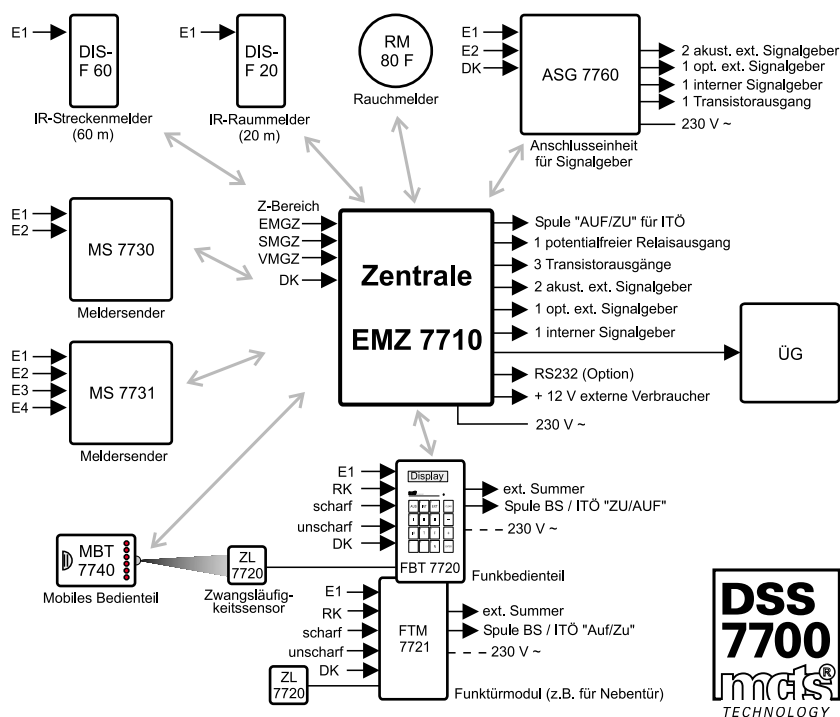 E1
DIS-
F 60
IR-Streckenmelder
(60 m)
E1
DIS-
F 20
IR-Raummelder
(20 m)
RM
80 F
Rauchmelder
E1
E2
DK
ASG 7760
2 akust. ext. Signalgeber
1 opt. ext. Signalgeber
1 interner Signalgeber
1 Transistorausgang
230 V ~
Anschlusseinheit
für Signalgeber
E1
E2
MS 7730
Meldersender
E1
E2
E3
E4
MS 7731
Meldersender
Z-Bereich
EMGZ
SMGZ
VMGZ
DK
Zentrale
EMZ 7710
Spule "AUF/ZU" für ITÖ
1 potentialfreier Relaisausgang
3 Transistorausgänge
2 akust. ext. Signalgeber
1 opt. ext. Signalgeber
1 interner Signalgeber
RS232 (Option)
+ 12 V externe Verbraucher
230 V ~
ÜG
E1
RK
scharf
unscharf
DK
Display
FBT 7720
ext. Summer
Spule BS / ITÖ "ZU/AUF"
230 V ~
Funkbedienteil
MBT
7740
Mobiles Bedienteil
ZL
7720
Zwangsläufig-
keitssensor
E1
RK
scharf
unscharf
DK
FTM
7721
ext. Summer
Spule BS / ITÖ "Auf/Zu"
230 V ~
ZL
7720
Funktürmodul (z.B. für Nebentür)
DSS
7700
mcts
TECHNOLOGY